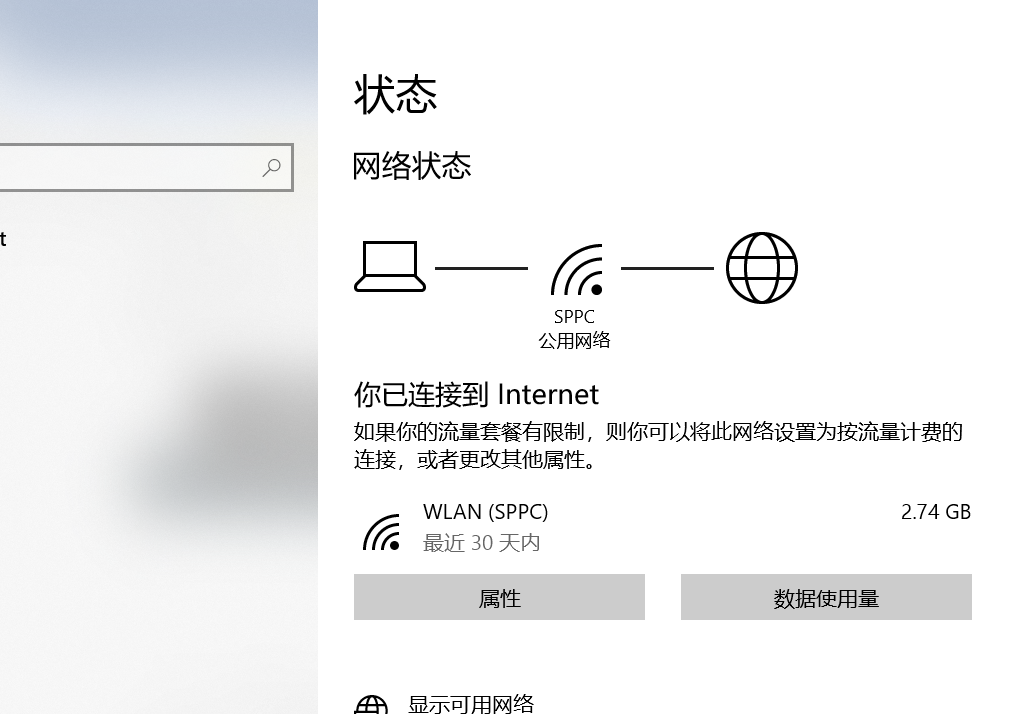 状态
网络状态
t
SPPC
公用网络
你已连接到 Internet
如果你的流量套餐有限制，则你可以将此网络设置为按流量计费的
连接，或者更改其他属性。
WLAN (SPPC) 2.74 GB
最近 30 天内
属性 数据使用量
显示可用网络